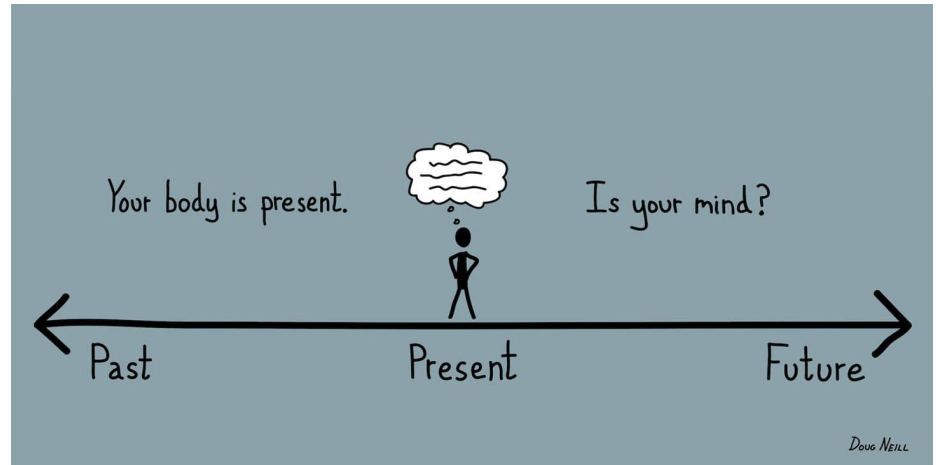 Your body is present.
Is your mind?
Past
Present
Future
Doug Neill